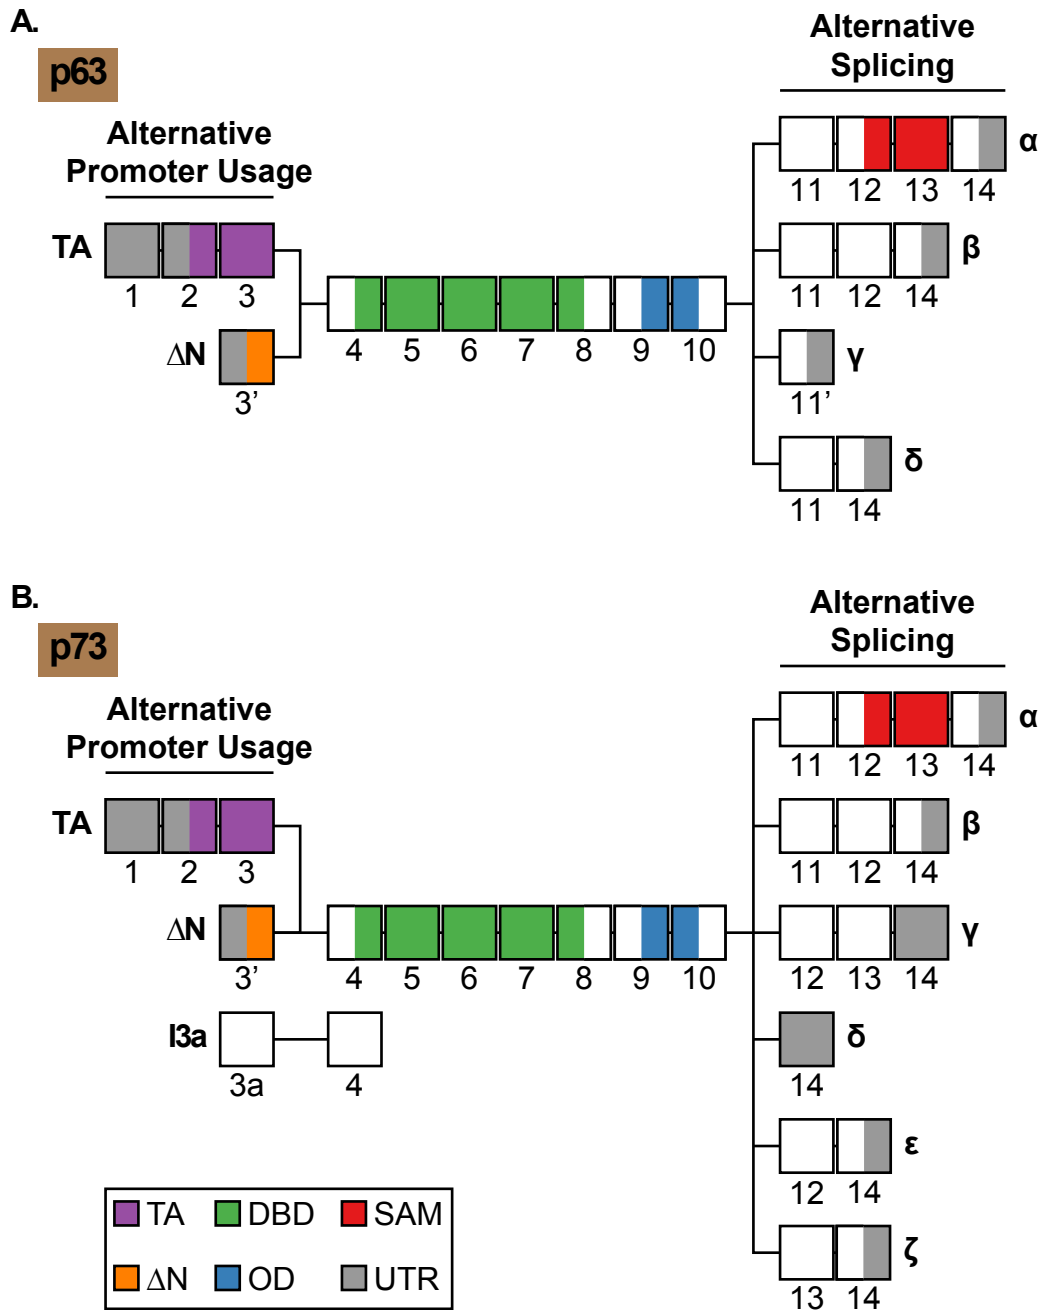 A.
p63
Alternative
Promoter Usage
Alternative
Splicing
TA
1 2 3
ΔN
3’
4 5 6 7 8 9 10
11 12 13 14
α
11 12 14
β
11’
γ
11 14
δ
B.
p73
Alternative
Promoter Usage
Alternative
Splicing
TA
1 2 3
ΔN
3’
I3a
3a 4
4 5 6 7 8 9 10
11 12 13 14
α
11 12 14
β
12 13 14
γ
14
δ
12 14
ε
13 14
ζ
TA DBD SAM
ΔN OD UTR